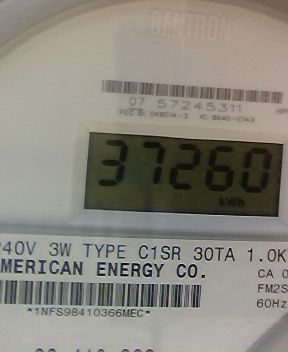 CENTRON
07 57245311
37260
kWh
240V 3W TYPE C1SR 30TA 1.0K
AMERICAN ENERGY CO.
CA 0
FM2S
*1NFS98410366MEC*
60Hz